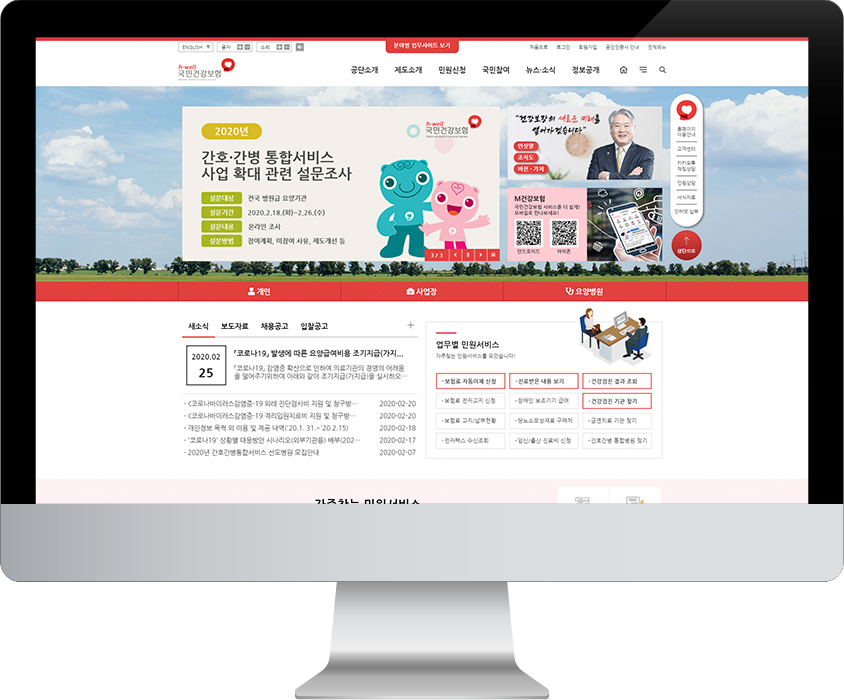 ENGLISH ▼
글자
소리
분야별 업무사이트 보기
처음으로 로그인 회원가입 공인인증서 안내 전체메뉴
h-well
국민건강보험
공단소개 제도소개 민원신청 국민참여 뉴스·소식 정보공개
2020년
h-well
국민건강보험
간호·간병 통합서비스
사업 확대 관련 설문조사
설문대상 전국 병원급 요양기관
설문기간 2020.2.18.(화)~2.26.(수)
설문내용 온라인 조사
설문방법 참여계획, 미참여 사유, 제도개선 등
3 / 3
"건강보장의 새로운 미래를
열어가겠습니다"
인삿말
조직도
비전·가치
M건강보험
국민건강보험 서비스를 더 쉽게!
모바일로 만나보세요!
안드로이드 아이폰
홈페이지
이용안내
고객센터
카카오톡
채팅상담
민원상담
서식자료
인터넷 납부
상단으로
개인 사업장 요양병원
새소식 보도자료 채용공고 입찰공고
2020.02
25
「코로나19」 발생에 따른 요양급여비용 조기지급(가지...
「코로나19」 감염증 확산으로 인하여 의료기관의 경영의 어려움
을 덜어주기위하여 아래와 같이 조기지급(가지급)을 실시하오...
· <코로나바이러스감염증-19 외래 진단검사비 지원 및 청구방... 2020-02-20
· <코로나바이러스감염증-19 격리입원치료비 지원 및 청구방... 2020-02-20
· 개인정보 목적 외 이용 및 제공 내역('20.1. 31.~'20.2.15) 2020-02-18
· '코로나19' 상황별 대응방안 시나리오(외부기관용) 배부(202... 2020-02-17
· 2020년 간호간병통합서비스 선도병원 모집안내 2020-02-07
업무별 민원서비스
자주찾는 민원서비스를 모았습니다!
· 보험료 자동이체 신청 · 진료받은 내용 보기 · 건강검진 결과 조회
· 보험료 전자고지 신청 · 장애인 보조기기 급여 · 건강검진 기관 찾기
· 보험료 고지/납부현황 · 당뇨소모성재료 구매처 · 금연치료 기관 찾기
· 전자팩스 수신조회 · 임신/출산 진료비 신청 · 간호간병 통합병원 찾기
자주찾는 민원서비스